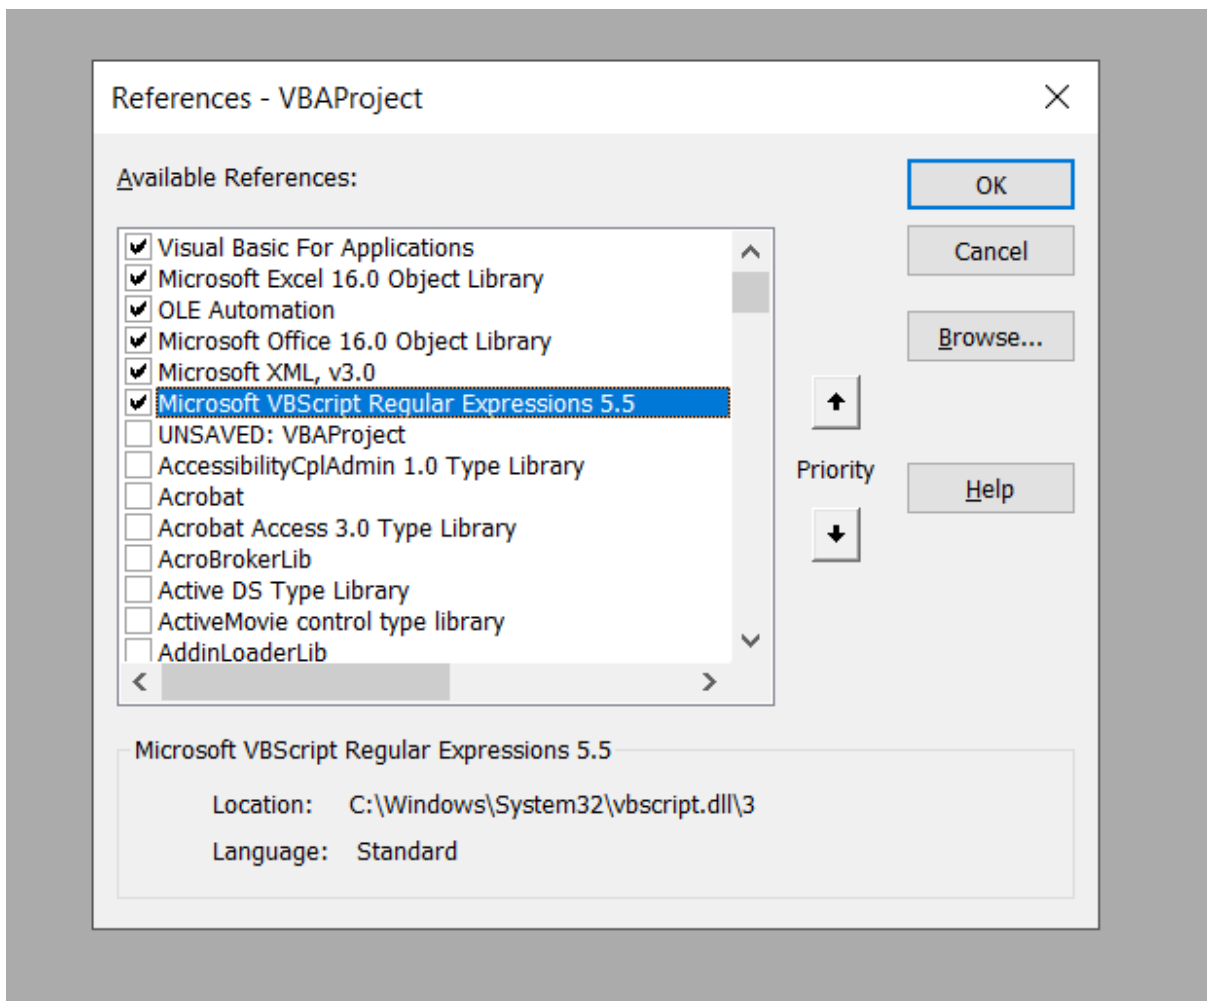 References - VBAProject
Available References:
OK
Visual Basic For Applications
Cancel
Microsoft Excel 16.0 Object Library
OLE Automation
Microsoft Office 16.0 Object Library
Browse...
Microsoft XML, v3.0
Microsoft VBScript Regular Expressions 5.5
UNSAVED: VBAProject
AccessibilityCplAdmin 1.0 Type Library
Priority
Acrobat
Help
Acrobat Access 3.0 Type Library
AcroBrokerLib
Active DS Type Library
ActiveMovie control type library
AddinLoaderLib
Microsoft VBScript Regular Expressions 5.5
Location: C:\Windows\System32\vbscript.dll\3
Language: Standard